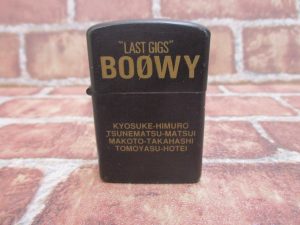 "LAST GIGS"
BOØWY
KYOSUKE-HIMURO
TSUNEMATSU-MATSUI
MAKOTO-TAKAHASHI
TOMOYASU-HOTEI